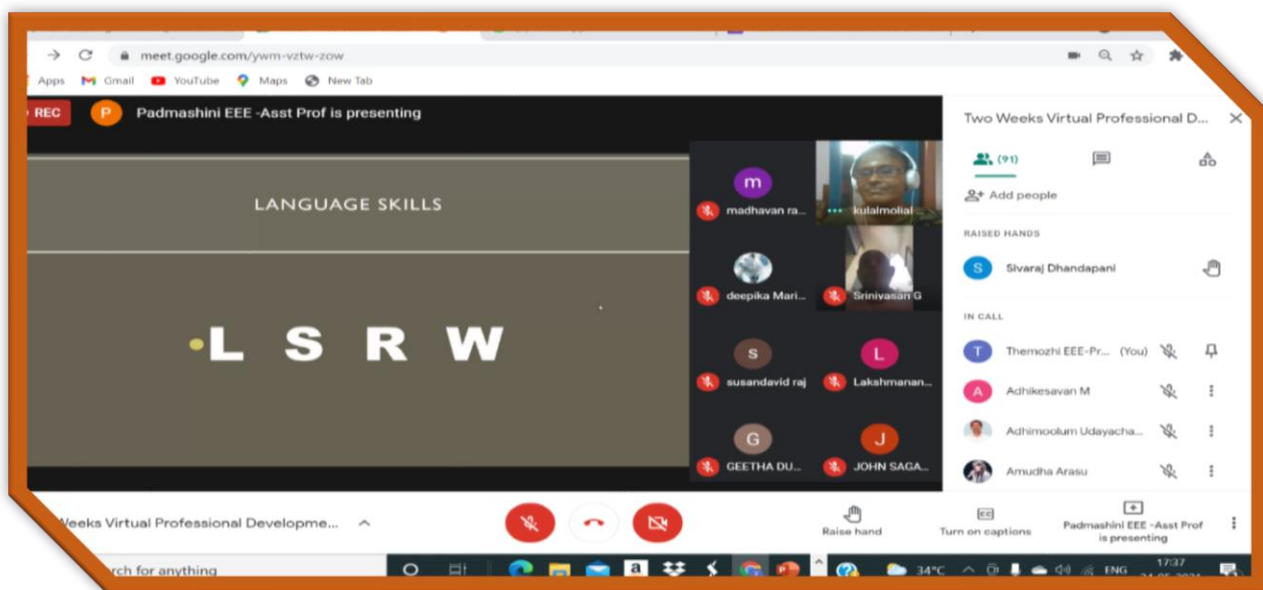 meet.google.com/ywm-vztw-zow
Apps Gmail YouTube Maps New Tab
REC P Padmashini EEE -Asst Prof is presenting
LANGUAGE SKILLS
•L S R W
m
madhavan ra...
kulalmolial ...
deepika Mari...
Srinivasan G
s
susandavid raj
L
Lakshmanan...
G
GEETHA DU...
J
JOHN SAGA...
Two Weeks Virtual Professional D...
(91)
Add people
RAISED HANDS
S Sivaraj Dhandapani
IN CALL
T Themozhi EEE-Pr... (You)
A Adhikesavan M
Adhimoolum Udayacha...
Amudha Arasu
Weeks Virtual Professional Developme...
Raise hand
Turn on captions
Padmashini EEE -Asst Prof
is presenting
rch for anything
34°C ENG
17:37